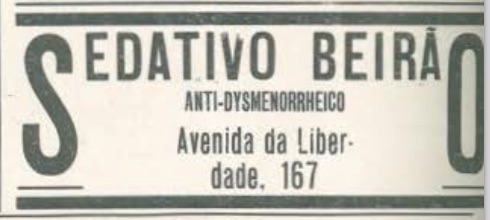 SEDATIVO BEIRÃO
ANTI-DYSMENORRHEICO
Avenida da Liber-
dade, 167